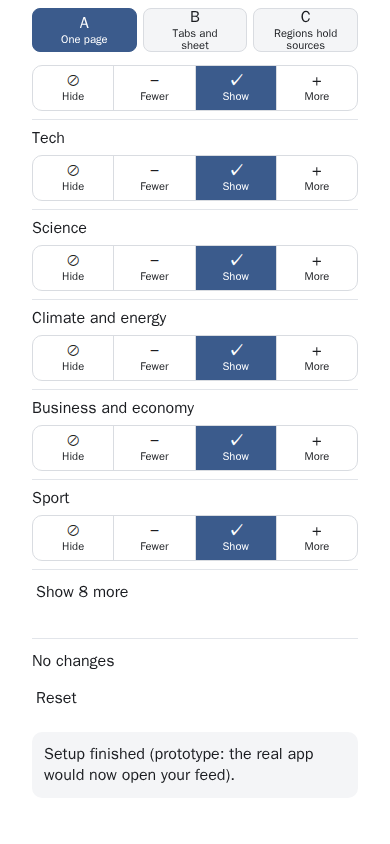 A
One page
B
Tabs and
sheet
C
Regions hold
sources
Hide
Fewer
Show
More
Tech
Hide
Fewer
Show
More
Science
Hide
Fewer
Show
More
Climate and energy
Hide
Fewer
Show
More
Business and economy
Hide
Fewer
Show
More
Sport
Hide
Fewer
Show
More
Show 8 more
No changes
Reset
Setup finished (prototype: the real app
would now open your feed).